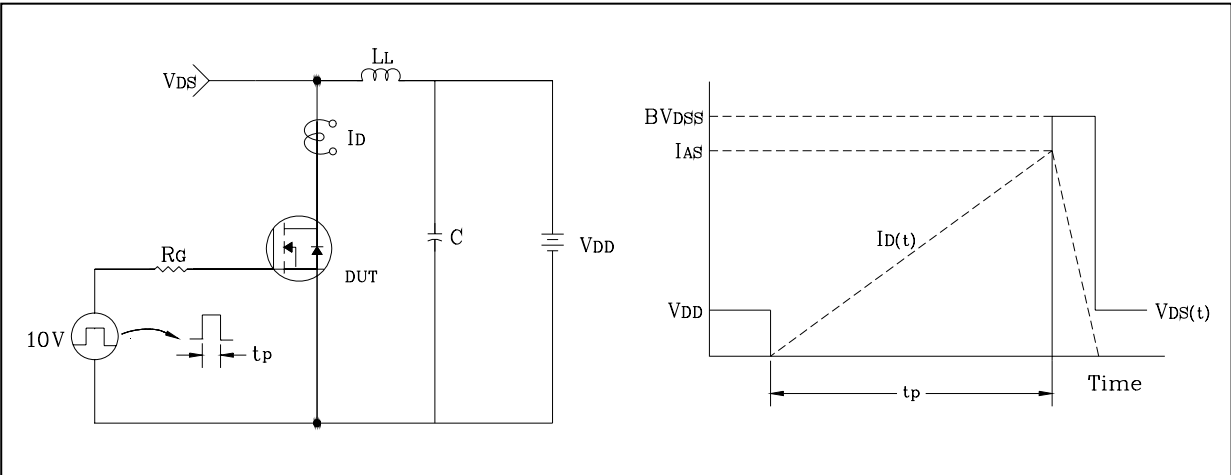 LL
VDS
ID
RG
DUT
C
VDD
10V
tp
BVDSS
IAS
ID(t)
VDD
VDS(t)
Time
tp